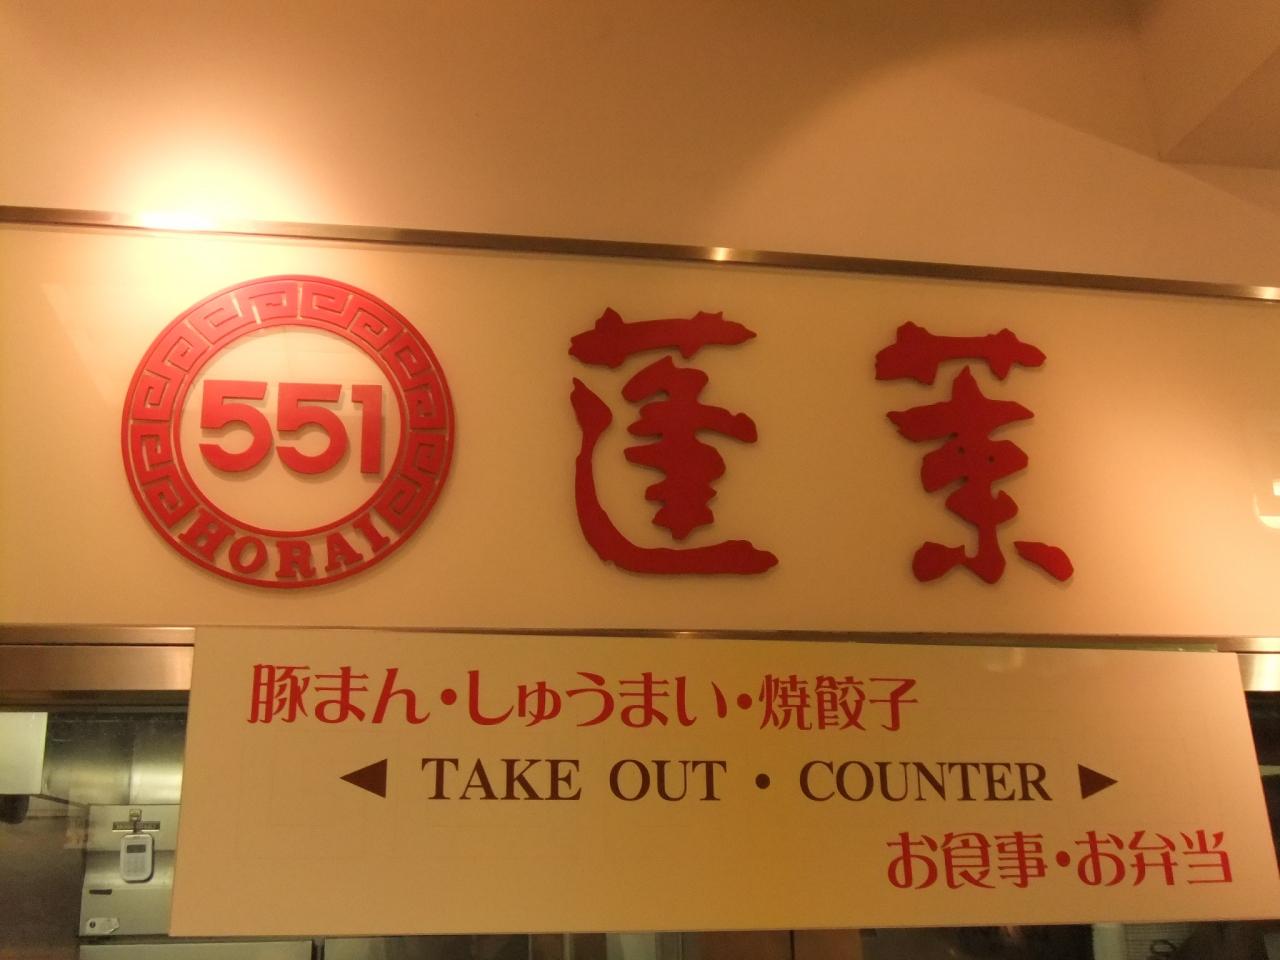 551
HORAI
蓬莱
豚まん・しゅうまい・焼餃子
◀ TAKE OUT・COUNTER ▶
お食事・お弁当